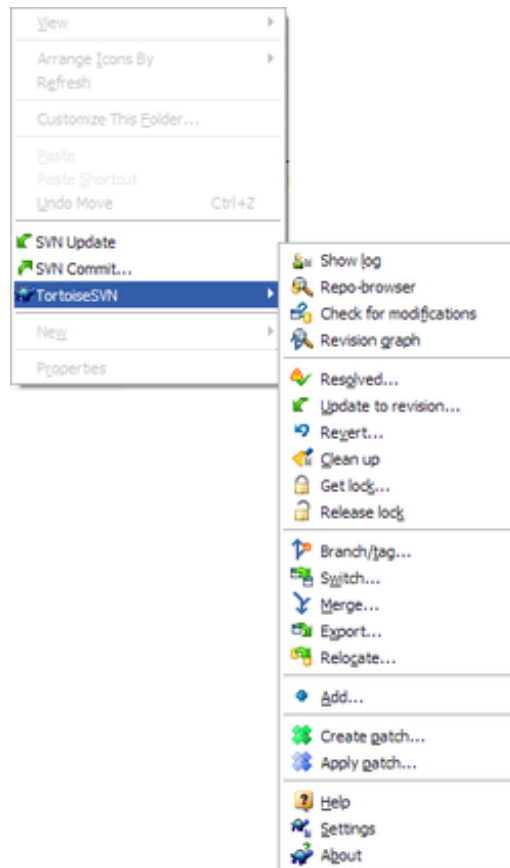 View
Arrange Icons By
Refresh
Customize This Folder...
Paste
Paste Shortcut
Undo Move Ctrl+Z
SVN Update
SVN Commit...
TortoiseSVN
New
Properties
Show log
Repo-browser
Check for modifications
Revision graph
Resolved...
Update to revision...
Revert...
Clean up
Get lock...
Release lock
Branch/tag...
Switch...
Merge...
Export...
Relocate...
Add...
Create patch...
Apply patch...
Help
Settings
About